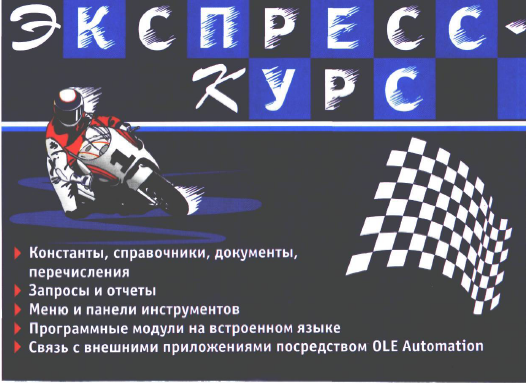 ЭКСПРЕСС-
КУРС
1
Константы, справочники, документы,
перечисления
Запросы и отчеты
Меню и панели инструментов
Программные модули на встроенном языке
Связь с внешними приложениями посредством OLE Automation